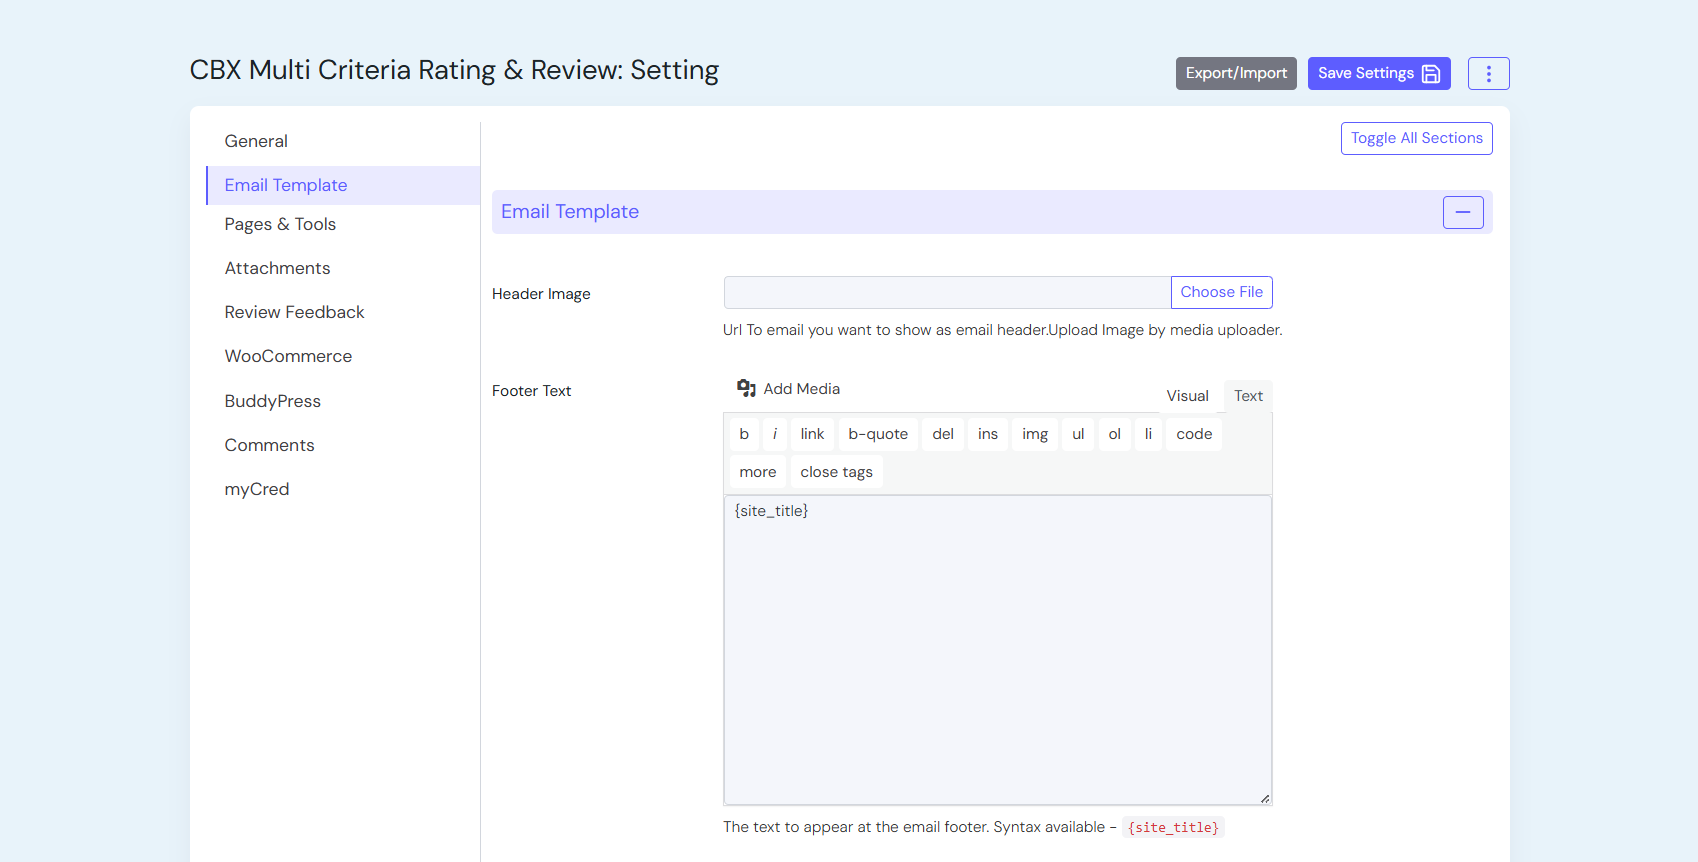 CBX Multi Criteria Rating & Review: Setting
Export/Import
Save Settings
General
Email Template
Pages & Tools
Attachments
Review Feedback
WooCommerce
BuddyPress
Comments
myCred
Toggle All Sections
Email Template
Header Image
Choose File
Url To email you want to show as email header.Upload Image by media uploader.
Footer Text
Add Media
Visual Text
b i link b-quote del ins img ul ol li code
more close tags
{site_title}
The text to appear at the email footer. Syntax available - {site_title}